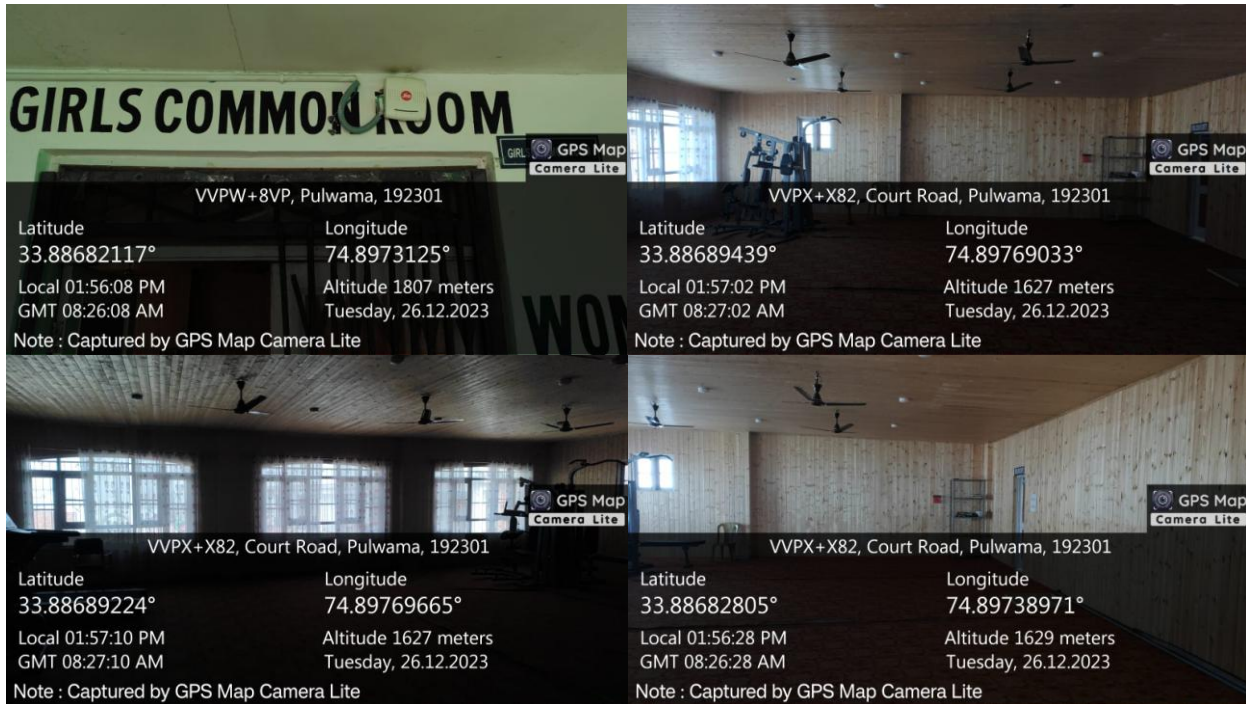 GIRLS COMMON ROOM
GIRLS
GPS Map
Camera Lite
VVPW+8VP, Pulwama, 192301
Latitude
33.88682117°
Longitude
74.8973125°
Local 01:56:08 PM
GMT 08:26:08 AM
Altitude 1807 meters
Tuesday, 26.12.2023
Note : Captured by GPS Map Camera Lite
GPS Map
Camera Lite
VVPX+X82, Court Road, Pulwama, 192301
Latitude
33.88689439°
Longitude
74.89769033°
Local 01:57:02 PM
GMT 08:27:02 AM
Altitude 1627 meters
Tuesday, 26.12.2023
Note : Captured by GPS Map Camera Lite
GPS Map
Camera Lite
VVPX+X82, Court Road, Pulwama, 192301
Latitude
33.88689224°
Longitude
74.89769665°
Local 01:57:10 PM
GMT 08:27:10 AM
Altitude 1627 meters
Tuesday, 26.12.2023
Note : Captured by GPS Map Camera Lite
GPS Map
Camera Lite
VVPX+X82, Court Road, Pulwama, 192301
Latitude
33.88682805°
Longitude
74.89738971°
Local 01:56:28 PM
GMT 08:26:28 AM
Altitude 1629 meters
Tuesday, 26.12.2023
Note : Captured by GPS Map Camera Lite